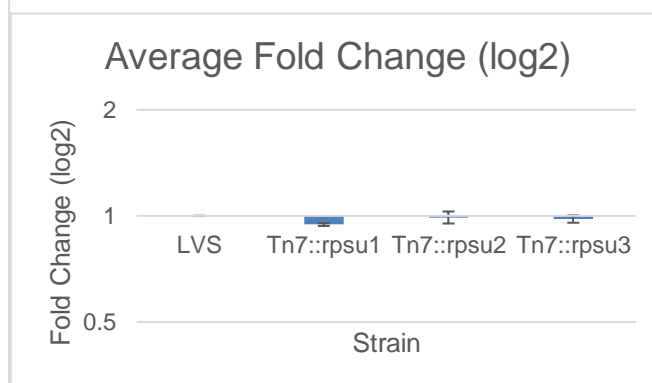 Average Fold Change (log2)
Fold Change (log2)
2
1
0.5
LVS Tn7::rpsu1 Tn7::rpsu2 Tn7::rpsu3
Strain